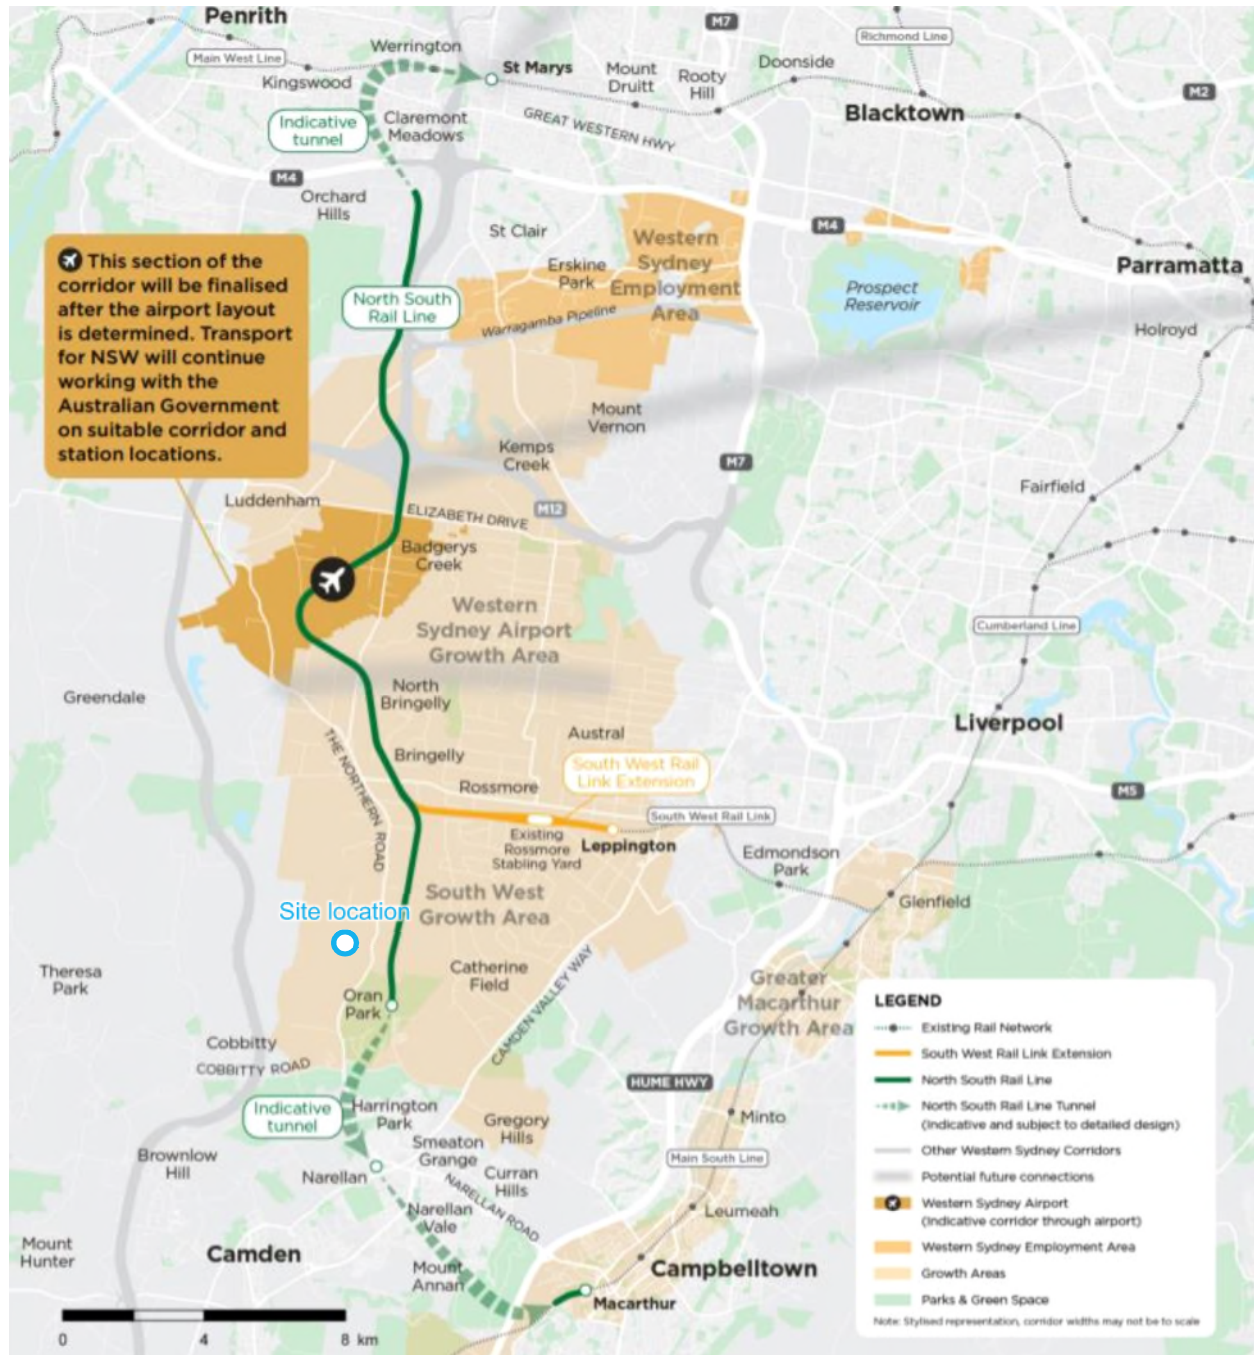 Penrith
Main West Line
Kingswood
Werrington
St Marys
Mount
Druitt
Rooty
Hill
Doonside
Richmond Line
M7
M2
Blacktown
GREAT WESTERN HWY
Indicative
tunnel
Claremont
Meadows
M4
Orchard
Hills
St Clair
Erskine
Park
Western
Sydney
Employment
Area
M4
Prospect
Reservoir
Parramatta
Holroyd
This section of the
corridor will be finalised
after the airport layout
is determined. Transport
for NSW will continue
working with the
Australian Government
on suitable corridor and
station locations.
North South
Rail Line
Warragamba Pipeline
Mount
Vernon
Kemps
Creek
M7
Fairfield
Luddenham
ELIZABETH DRIVE
M12
Badgerys
Creek
Western
Sydney Airport
Growth Area
Cumberland Line
Greendale
North
Bringelly
Liverpool
THE NORTHERN ROAD
Bringelly
Austral
South West Rail
Link Extension
Rossmore
M5
South West Rail Link
Existing
Rossmore
Stabling Yard
Leppington
Edmondson
Park
Glenfield
South West
Growth Area
Site location
Theresa
Park
Catherine
Field
CAMDEN VALLEY WAY
Oran
Park
Greater
Macarthur
Growth Area
Cobbitty
COBBITTY ROAD
HUME HWY
Indicative
tunnel
Harrington
Park
Gregory
Hills
Minto
Smeaton
Grange
Main South Line
Brownlow
Hill
Narellan
Curran
Hills
NARELLAN ROAD
Narellan
Vale
Leumeah
Mount
Hunter
Camden
Mount
Annan
Campbelltown
Macarthur
0 4 8 km
LEGEND
Existing Rail Network
South West Rail Link Extension
North South Rail Line
North South Rail Line Tunnel
(Indicative and subject to detailed design)
Other Western Sydney Corridors
Potential future connections
Western Sydney Airport
(Indicative corridor through airport)
Western Sydney Employment Area
Growth Areas
Parks & Green Space
Note: Stylised representation, corridor widths may not be to scale